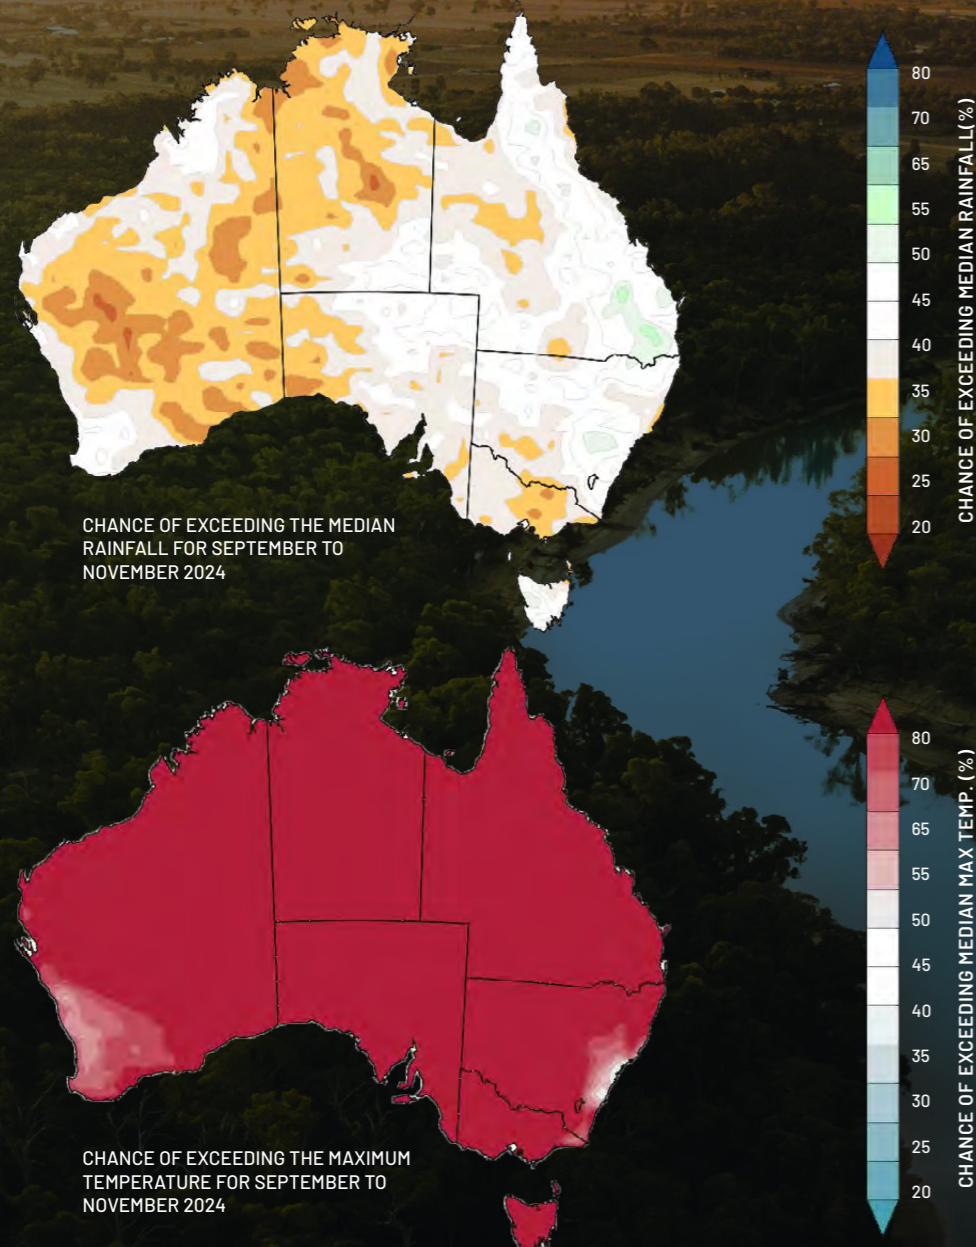 80
70
65
55
50
45
40
35
30
25
20
CHANCE OF EXCEEDING MEDIAN RAINFALL(%)
CHANCE OF EXCEEDING THE MEDIAN
RAINFALL FOR SEPTEMBER TO
NOVEMBER 2024
80
70
65
55
50
45
40
35
30
25
20
CHANCE OF EXCEEDING MEDIAN MAX TEMP. (%)
CHANCE OF EXCEEDING THE MAXIMUM
TEMPERATURE FOR SEPTEMBER TO
NOVEMBER 2024